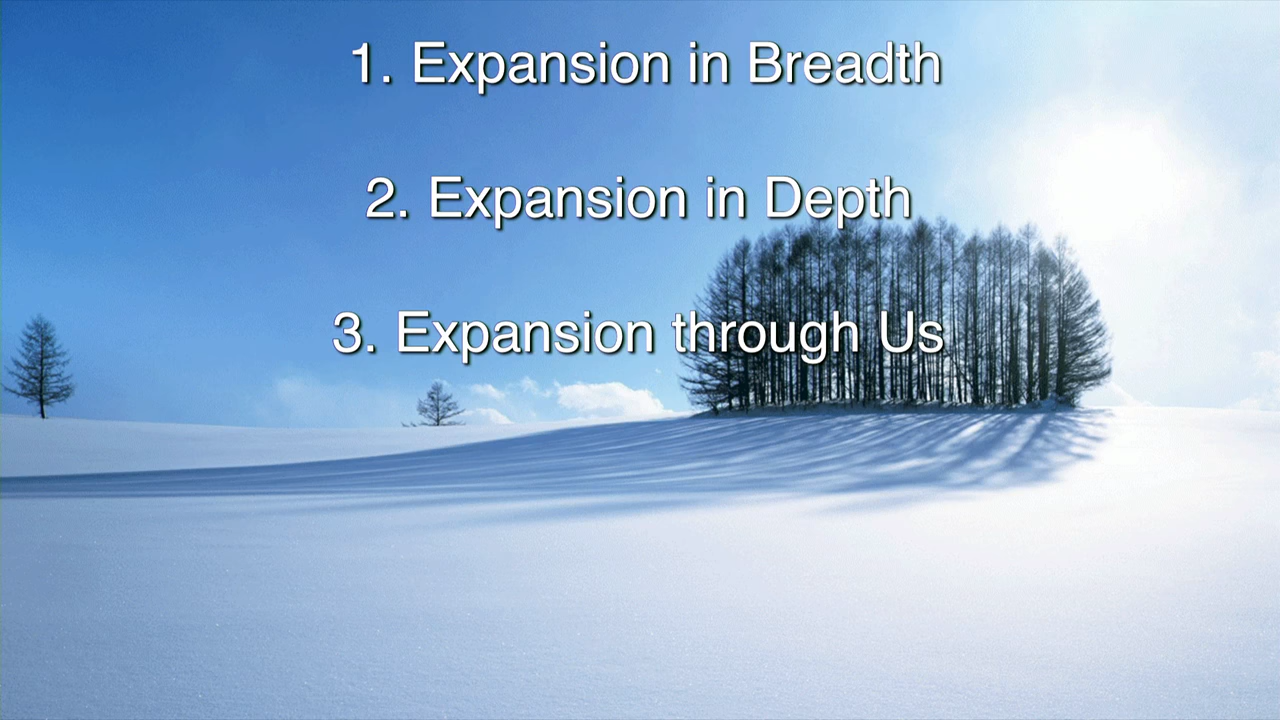 1. Expansion in Breadth
2. Expansion in Depth
3. Expansion through Us